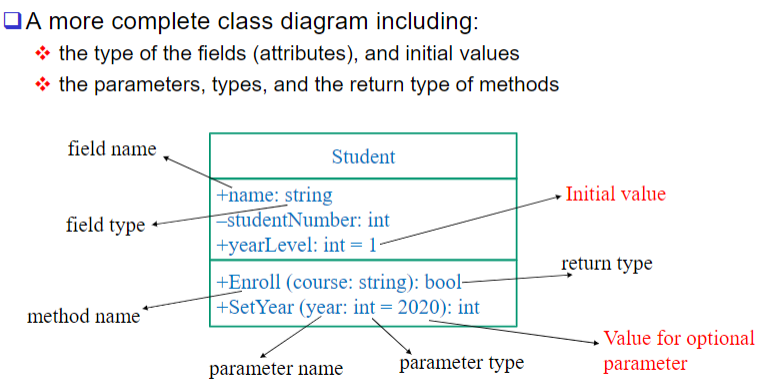 A more complete class diagram including:
the type of the fields (attributes), and initial values
the parameters, types, and the return type of methods
field name
Student
+name: string
Initial value
field type
–studentNumber: int
+yearLevel: int = 1
return type
+Enroll (course: string): bool
+SetYear (year: int = 2020): int
method name
Value for optional
parameter
parameter name
parameter type